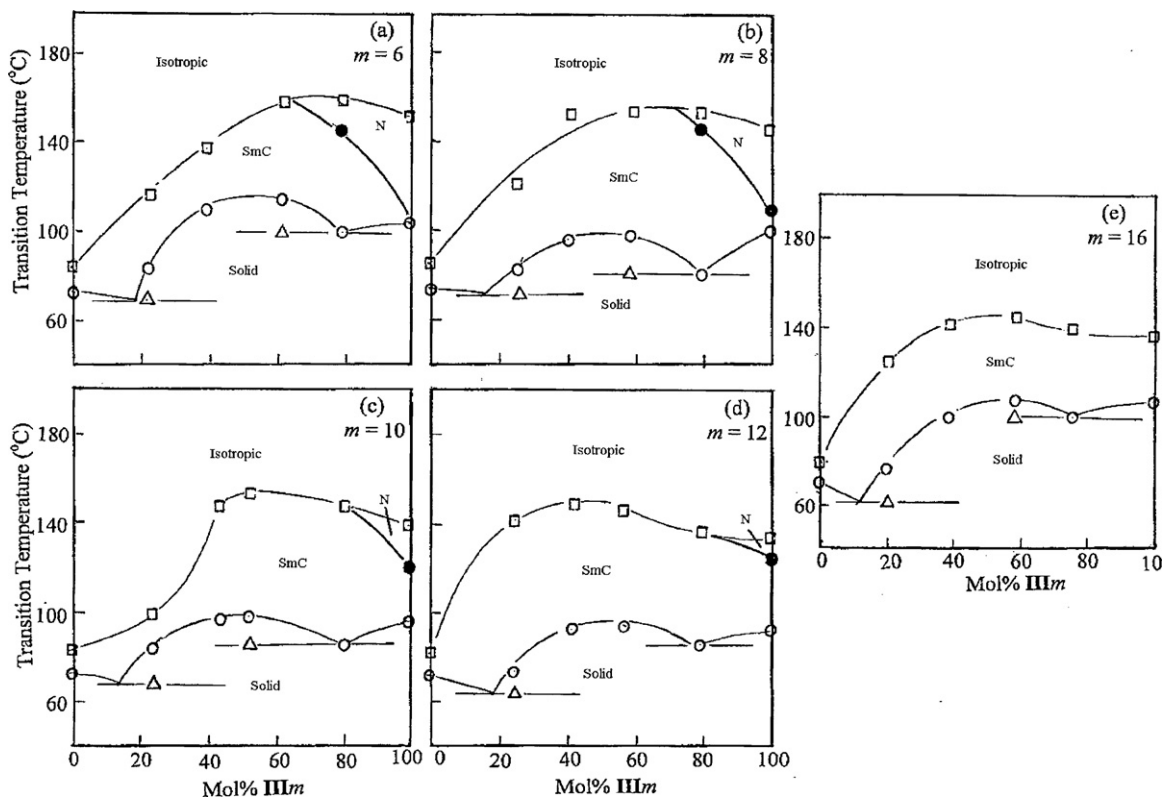 (a)
m = 6
Isotropic
N
SmC
Solid
180
140
100
60
Transition Temperature (°C)
(b)
m = 8
Isotropic
N
SmC
Solid
(c)
m = 10
Isotropic
N
SmC
Solid
180
140
100
60
Transition Temperature (°C)
0 20 40 60 80 100
Mol% IIIm
(d)
m = 12
Isotropic
N
SmC
Solid
0 20 40 60 80 100
Mol% IIIm
(e)
m = 16
Isotropic
SmC
Solid
180
140
100
60
0 20 40 60 80 10
Mol% IIIm